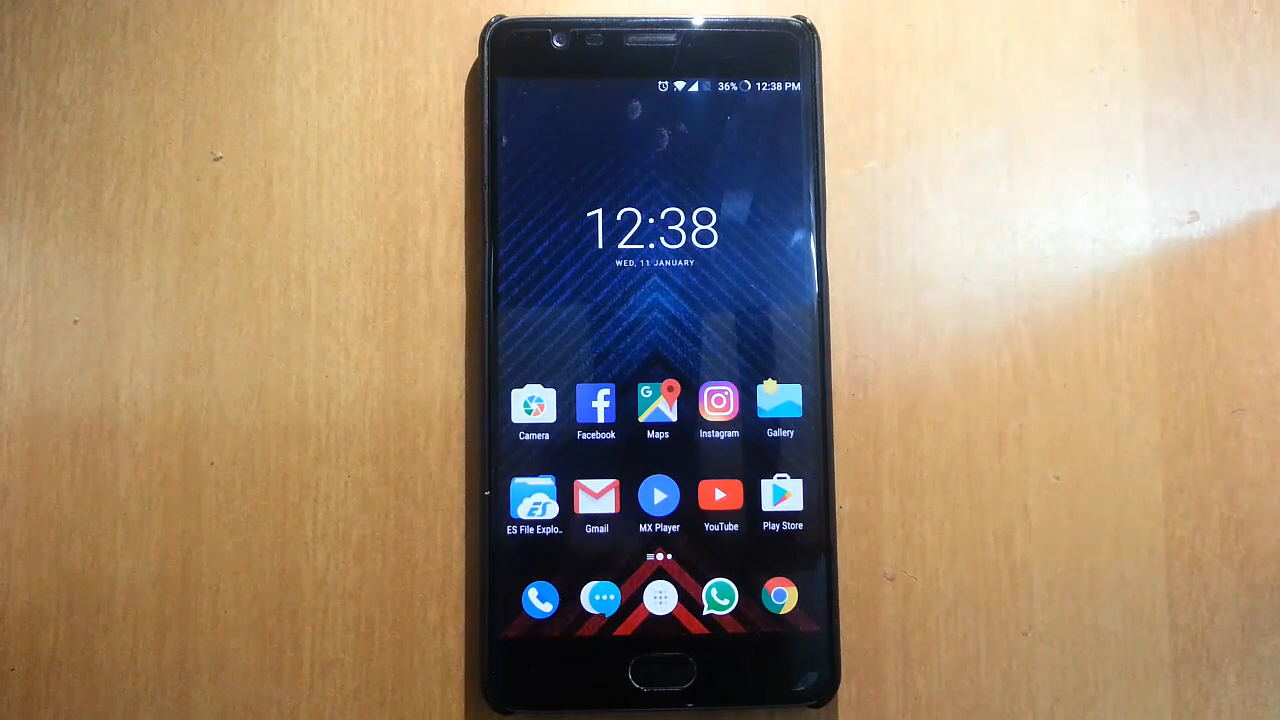 36% 12:38 PM
12:38
WED, 11 JANUARY
G
Camera Facebook Maps Instagram Gallery
ES
ES File Explo.. Gmail MX Player YouTube Play Store